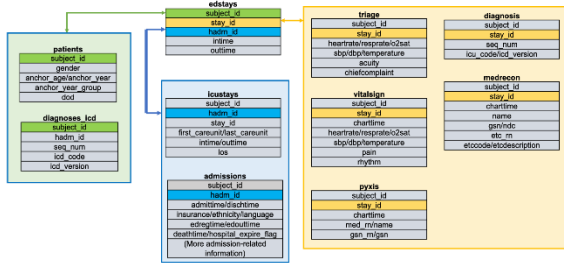 edstays
subject_id
stay_id
hadm_id
intime
outtime
patients
subject_id
gender
anchor_age/anchor_year
anchor_year_group
dod
diagnoses_icd
subject_id
hadm_id
seq_num
icd_code
icd_version
icustays
subject_id
hadm_id
stay_id
first_careunit/last_careunit
intime/outtime
los
admissions
subject_id
hadm_id
admittime/dischtime
insurance/ethnicity/language
edregtime/edouttime
deathtime/hospital_expire_flag
(More admission-related
information)
triage
subject_id
stay_id
heartrate/resprate/o2sat
sbp/dbp/temperature
acuity
chiefcomplaint
vitalsign
subject_id
stay_id
charttime
heartrate/resprate/o2sat
sbp/dbp/temperature
pain
rhythm
pyxis
subject_id
stay_id
charttime
med_rn/name
gsn_rn/gsn
diagnosis
subject_id
stay_id
seq_num
icu_code/icd_version
medrecon
subject_id
stay_id
charttime
name
gsn/ndc
etc_rn
etccode/etcdescription